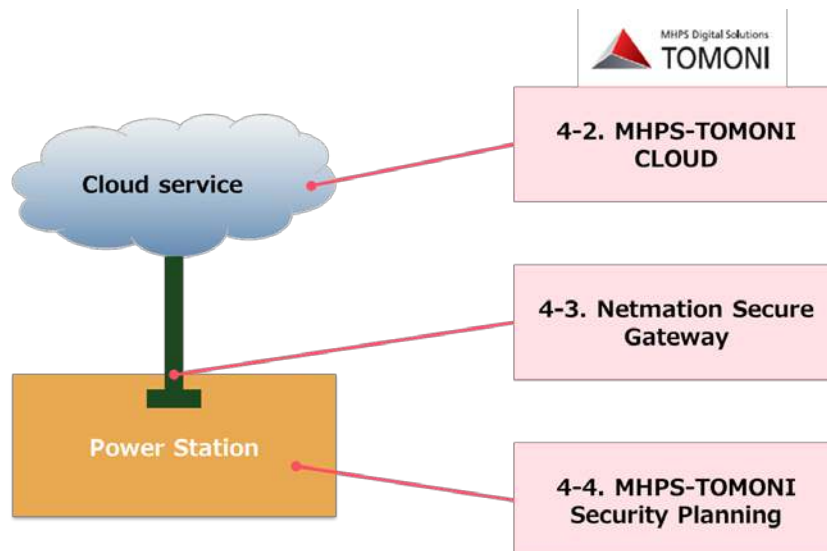 MHPS Digital Solutions
TOMONI
4-2. MHPS-TOMONI
CLOUD
Cloud service
4-3. Netmation Secure
Gateway
Power Station
4-4. MHPS-TOMONI
Security Planning